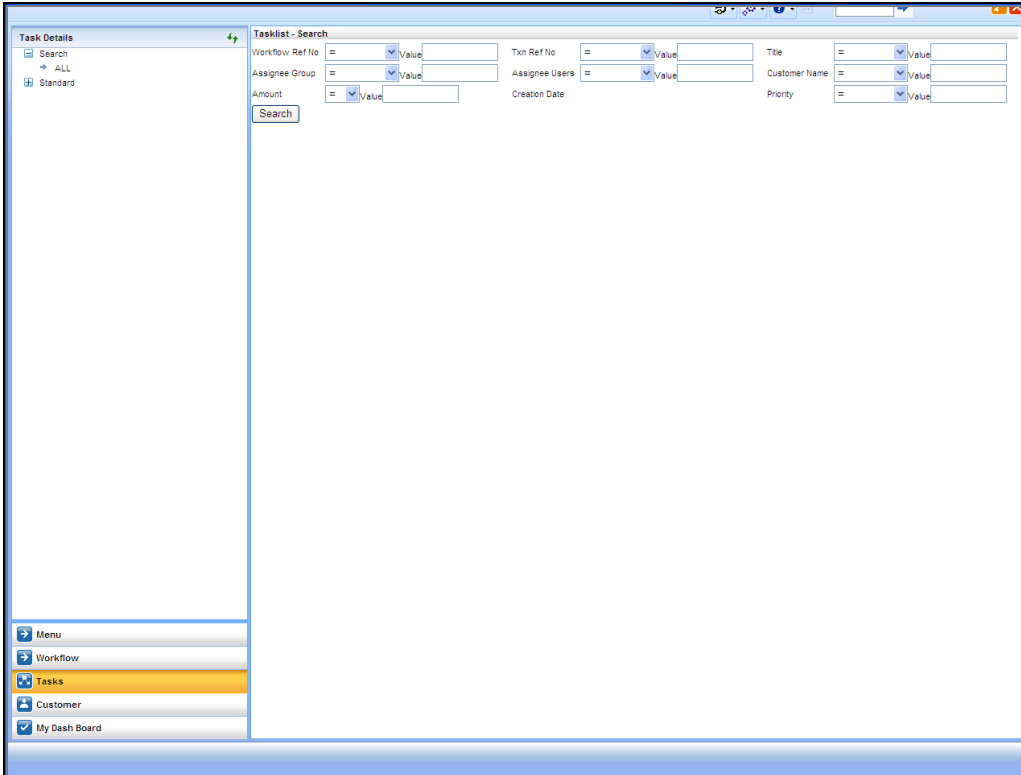 Task Details
Search
ALL
Standard
Menu
Workflow
Tasks
Customer
My Dash Board
Tasklist - Search
Workflow Ref No = Value Txn Ref No = Value Title = Value
Assignee Group = Value Assignee Users = Value Customer Name = Value
Amount = Value Creation Date Priority = Value
Search